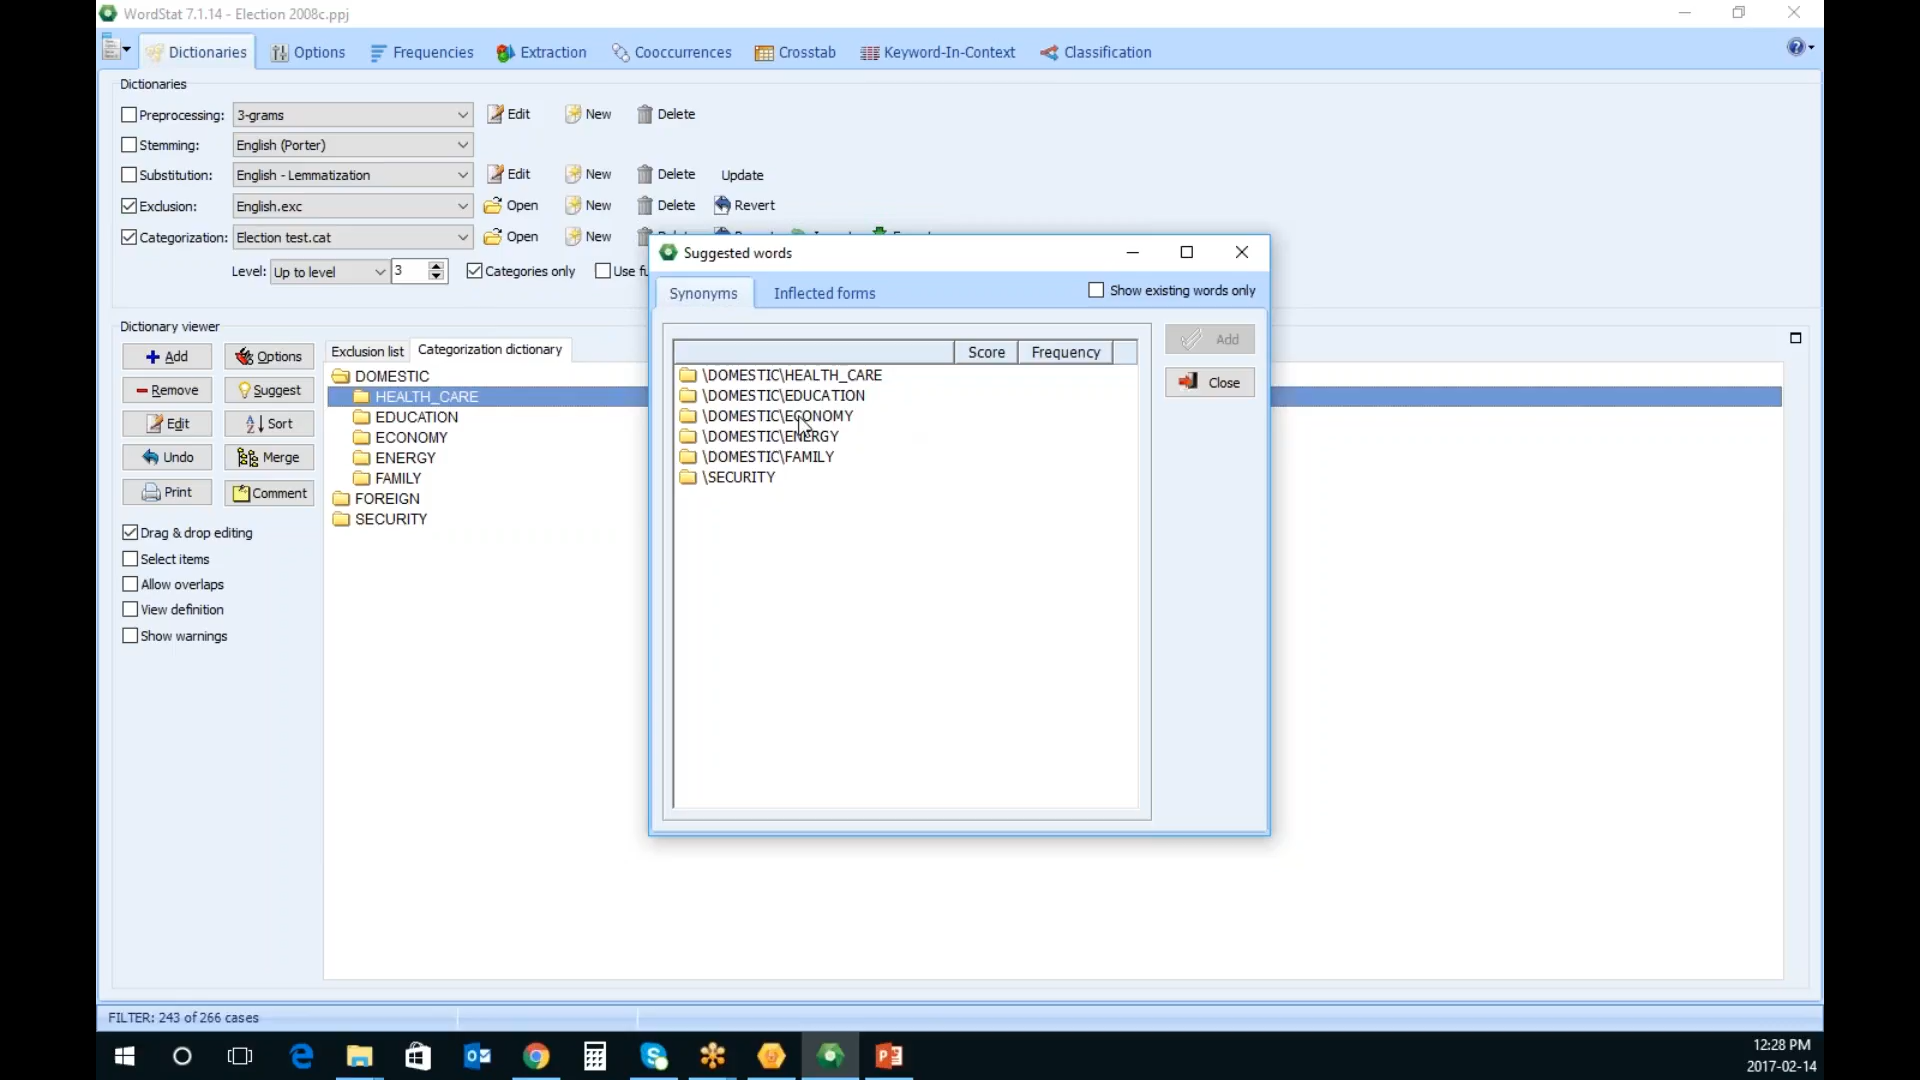 WordStat 7.1.14 - Election 2008c.ppj
Dictionaries Options Frequencies Extraction Cooccurrences Crosstab Keyword-In-Context Classification
Dictionaries
Preprocessing: 3-grams Edit New Delete
Stemming: English (Porter)
Substitution: English - Lemmatization Edit New Delete Update
Exclusion: English.exc Open New Delete Revert
Categorization: Election test.cat Open New
Level: Up to level 3 Categories only Use
Suggested words
Synonyms Inflected forms Show existing words only
Score Frequency
\DOMESTIC\HEALTH_CARE
\DOMESTIC\EDUCATION
\DOMESTIC\ECONOMY
\DOMESTIC\ENERGY
\DOMESTIC\FAMILY
\SECURITY
Add
Close
Dictionary viewer
Add Options
Remove Suggest
Edit Sort
Undo Merge
Print Comment
Drag & drop editing
Select items
Allow overlaps
View definition
Show warnings
Exclusion list Categorization dictionary
DOMESTIC
HEALTH_CARE
EDUCATION
ECONOMY
ENERGY
FAMILY
FOREIGN
SECURITY
FILTER: 243 of 266 cases
12:28 PM
2017-02-14